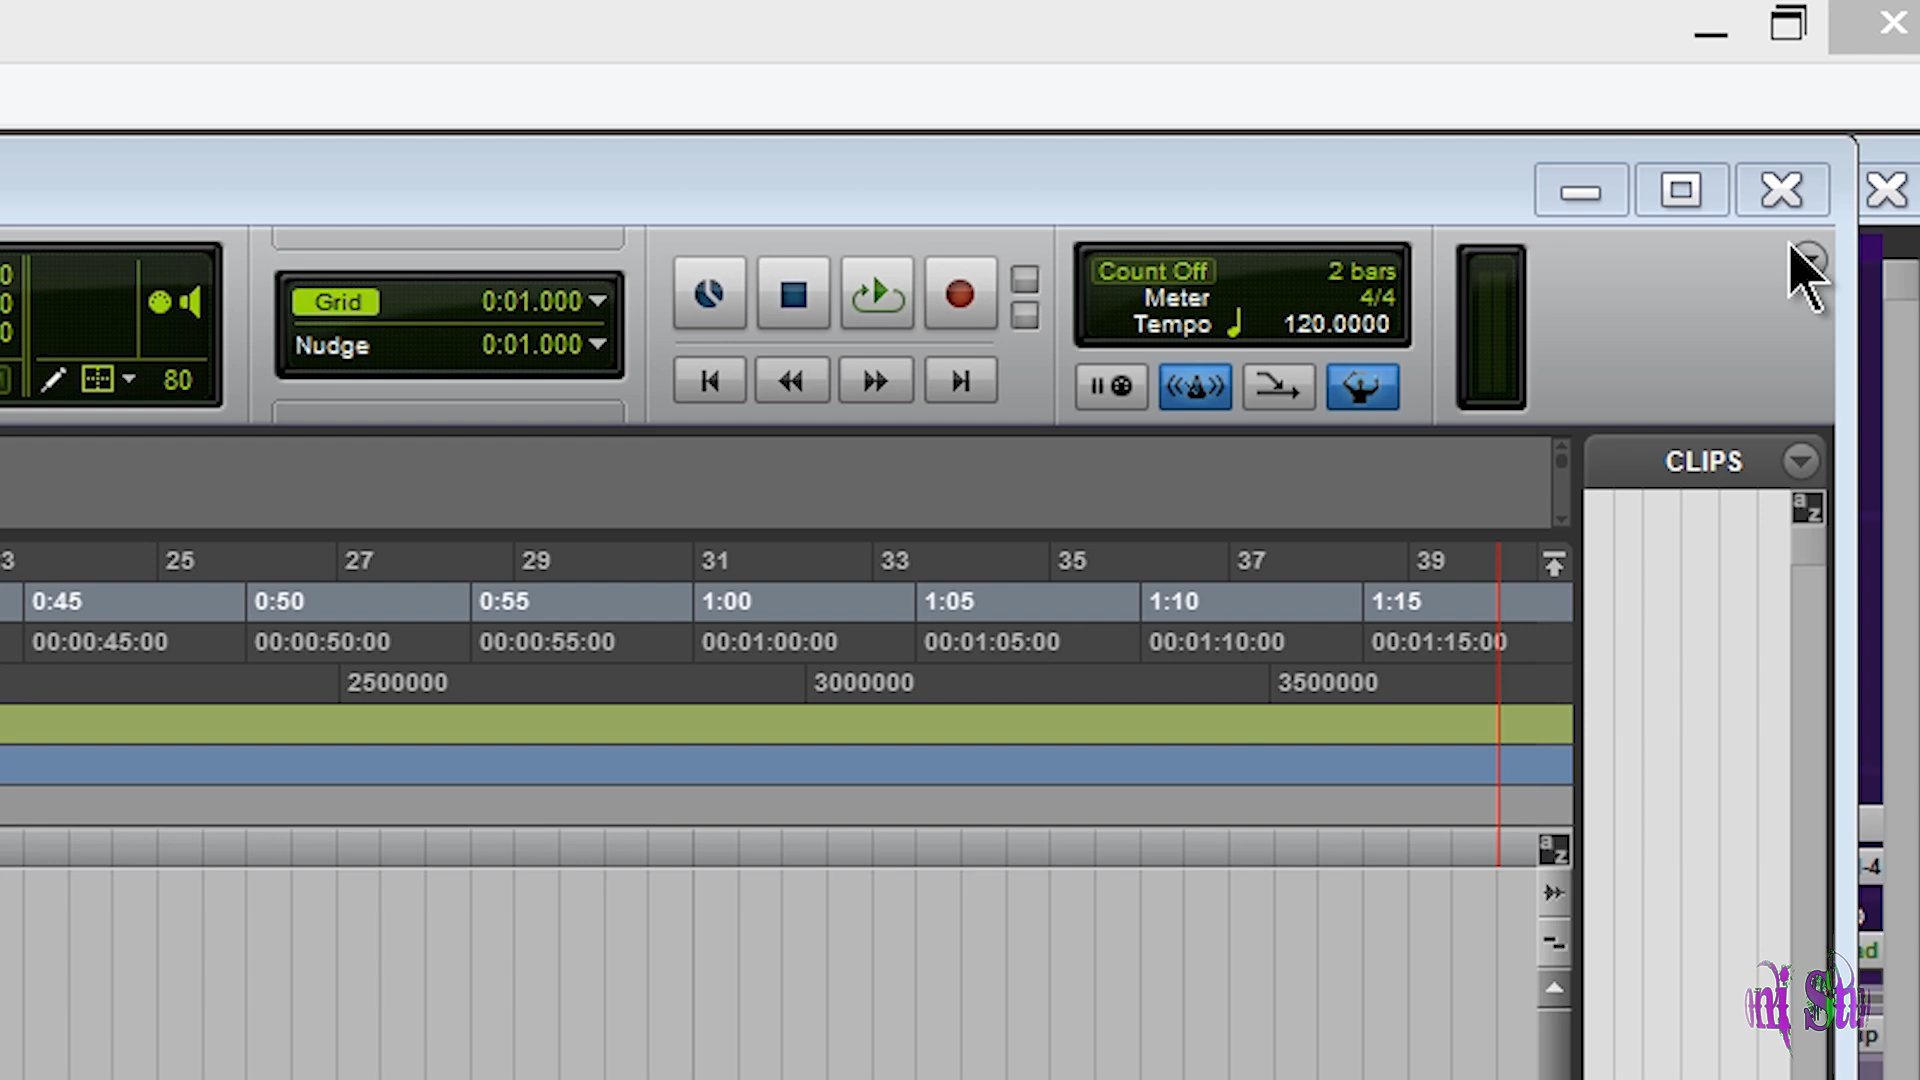 Grid 0:01.000
Nudge 0:01.000
80
Count Off 2 bars
Meter 4/4
Tempo 120.0000
CLIPS
a z
25 27 29 31 33 35 37 39
0:45 0:50 0:55 1:00 1:05 1:10 1:15
00:00:45:00 00:00:50:00 00:00:55:00 00:01:00:00 00:01:05:00 00:01:10:00 00:01:15:00
2500000 3000000 3500000
a z
-4